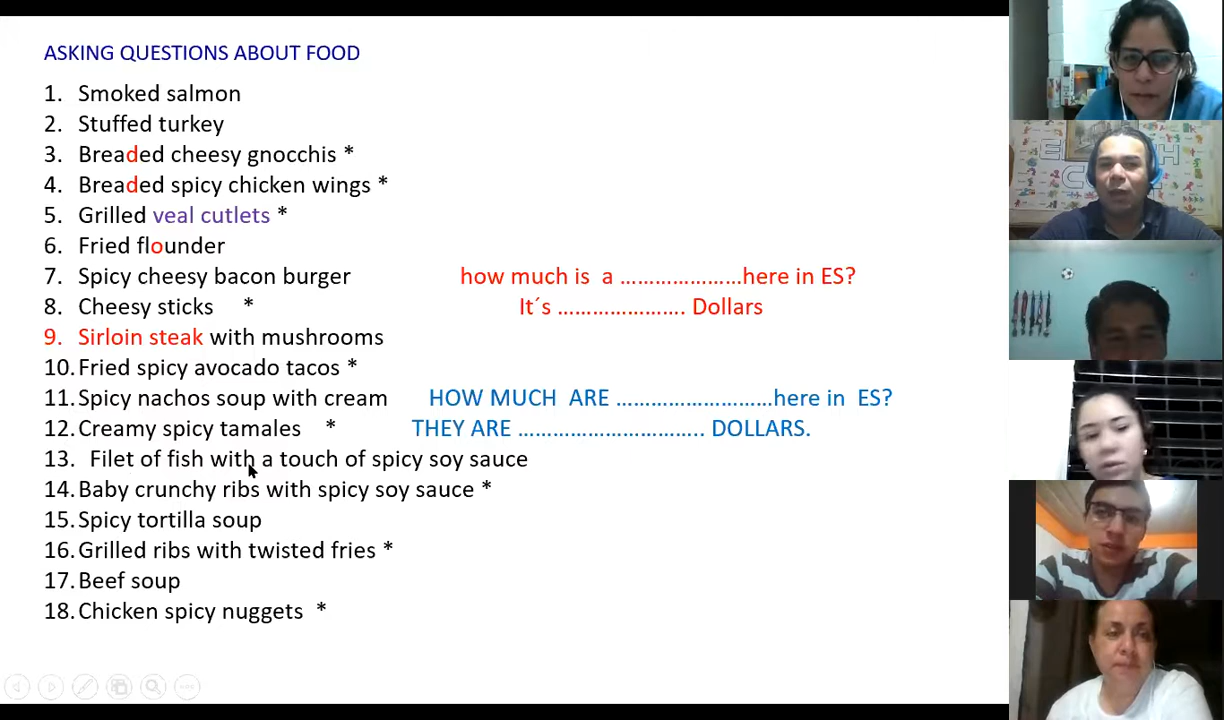 ASKING QUESTIONS ABOUT FOOD
1. Smoked salmon
2. Stuffed turkey
3. Breaded cheesy gnocchis *
4. Breaded spicy chicken wings *
5. Grilled veal cutlets *
6. Fried flounder
7. Spicy cheesy bacon burger how much is a …………………here in ES?
8. Cheesy sticks * It´s …………………. Dollars
9. Sirloin steak with mushrooms
10. Fried spicy avocado tacos *
11. Spicy nachos soup with cream HOW MUCH ARE ………………………here in ES?
12. Creamy spicy tamales * THEY ARE ……………………….. DOLLARS.
13. Filet of fish with a touch of spicy soy sauce
14. Baby crunchy ribs with spicy soy sauce *
15. Spicy tortilla soup
16. Grilled ribs with twisted fries *
17. Beef soup
18. Chicken spicy nuggets *